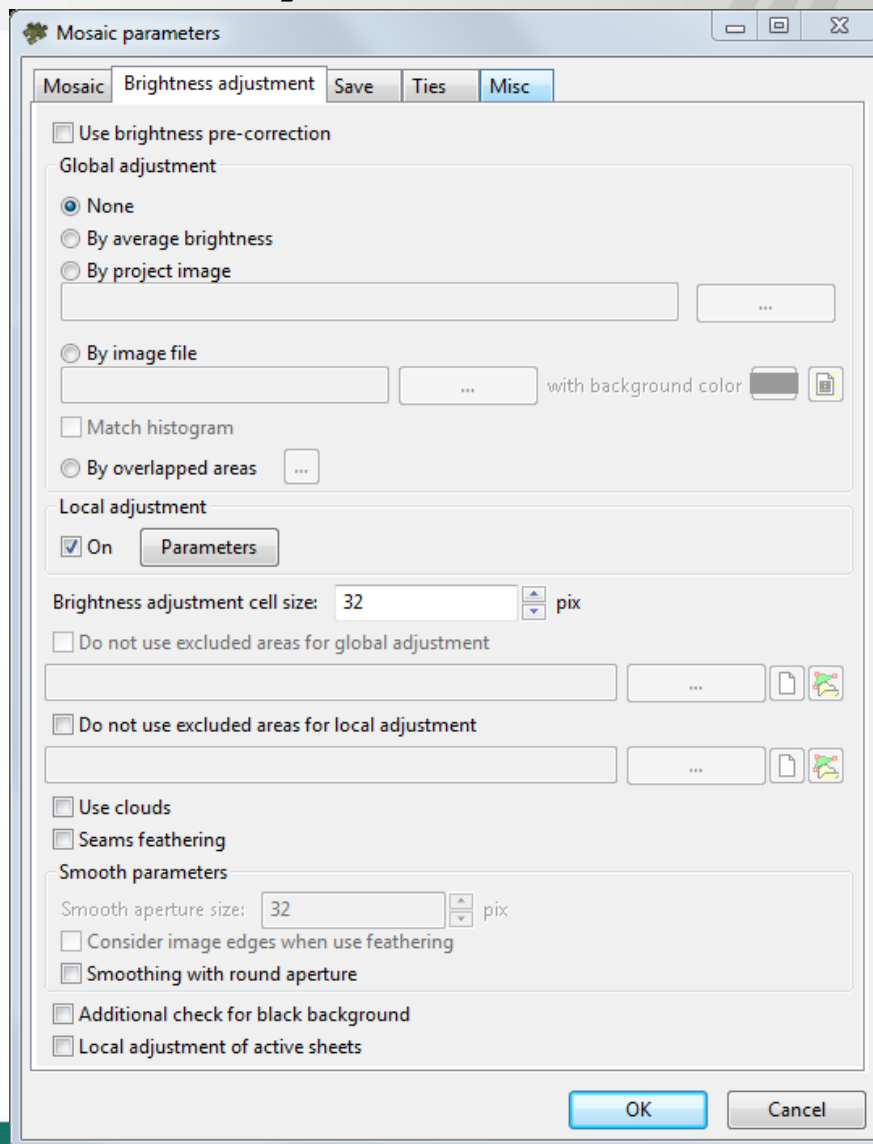 Mosaic parameters
Mosaic Brightness adjustment Save Ties Misc
Use brightness pre-correction
Global adjustment
None
By average brightness
By project image
...
By image file
... with background color
Match histogram
By overlapped areas ...
Local adjustment
On Parameters
Brightness adjustment cell size: 32 pix
Do not use excluded areas for global adjustment
...
Do not use excluded areas for local adjustment
...
Use clouds
Seams feathering
Smooth parameters
Smooth aperture size: 32 pix
Consider image edges when use feathering
Smoothing with round aperture
Additional check for black background
Local adjustment of active sheets
OK Cancel